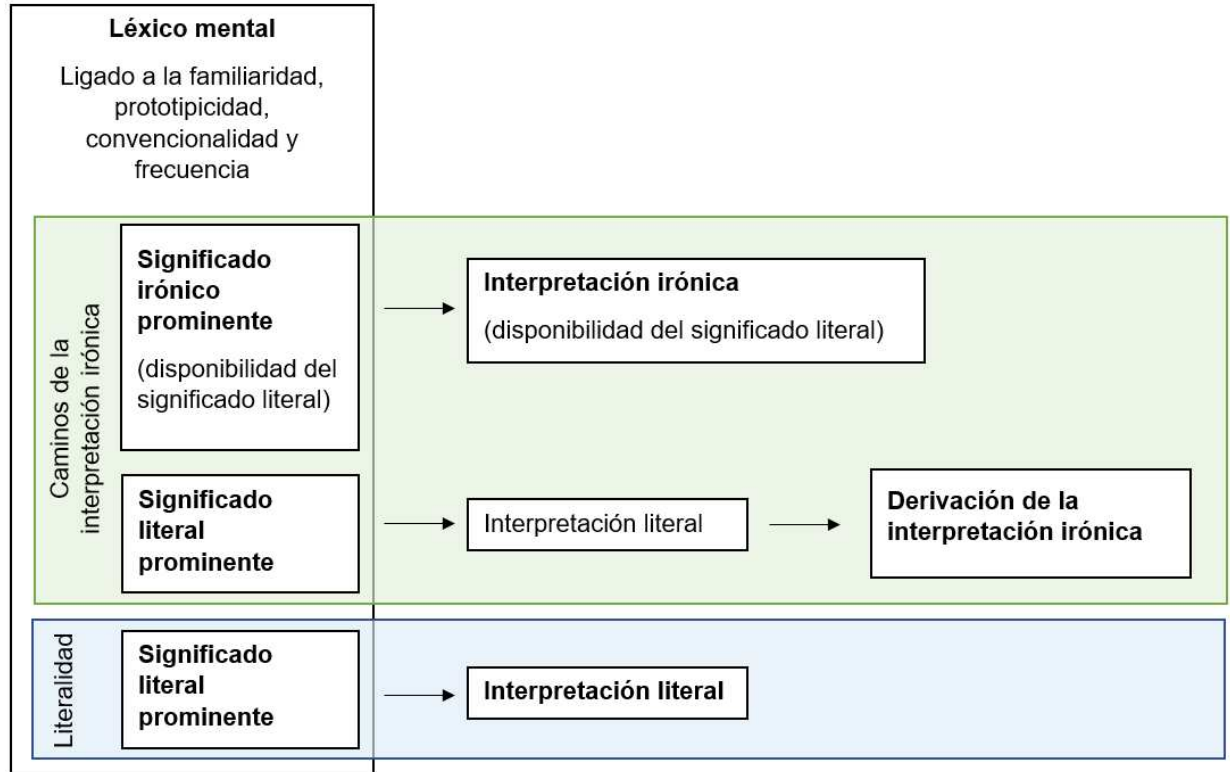 Léxico mental
Ligado a la familiaridad,
prototipicidad,
convencionalidad y
frecuencia
Caminos de la
interpretación irónica
Significado
irónico
prominente
(disponibilidad del
significado literal)
Interpretación irónica
(disponibilidad del significado literal)
Significado
literal
prominente
Interpretación literal
Derivación de la
interpretación irónica
Literalidad
Significado
literal
prominente
Interpretación literal